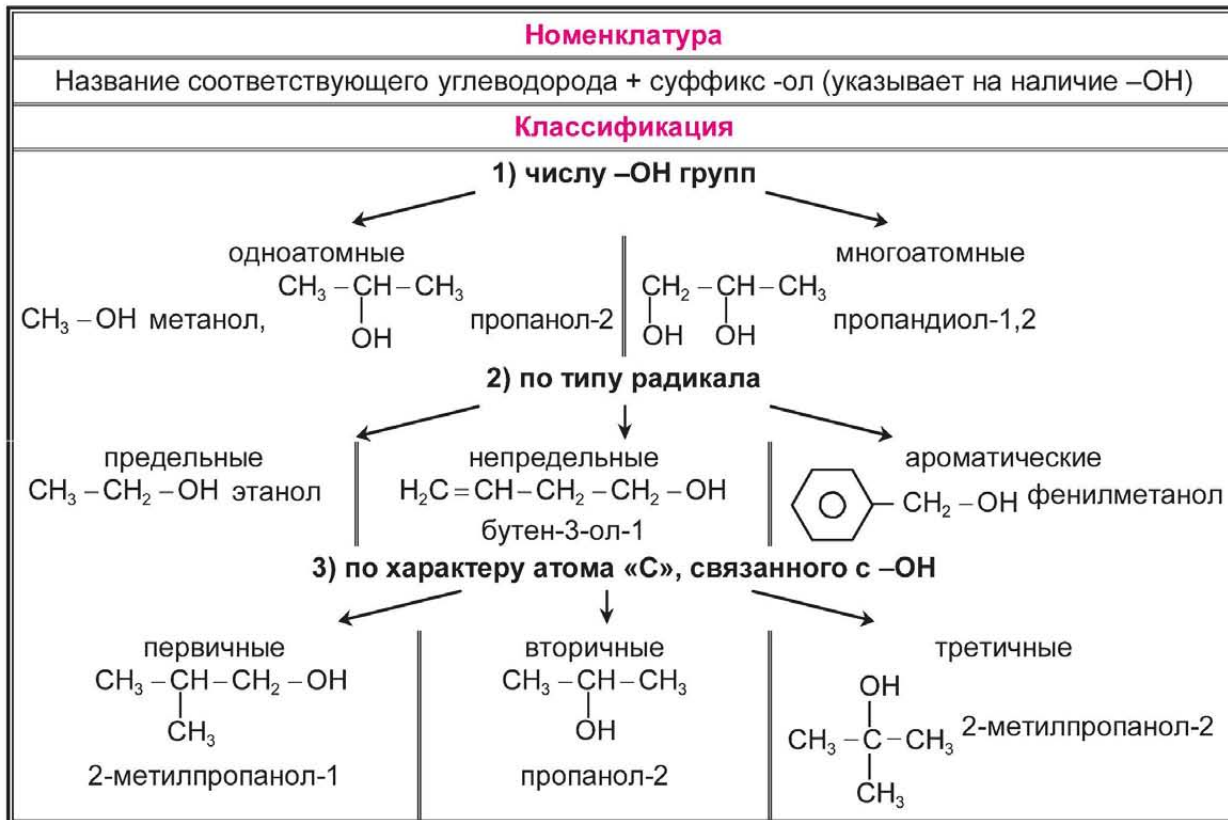 Номенклатура
Название соответствующего углеводорода + суффикс -ол (указывает на наличие –OH)
Классификация
1) числу –OH групп
одноатомные
CH₃ – OH метанол,
CH₃ – CH – CH₃
OH
пропанол-2
многоатомные
CH₂ – CH – CH₃
OH OH
пропандиол-1,2
2) по типу радикала
предельные
CH₃ – CH₂ – OH этанол
непредельные
H₂C = CH – CH₂ – CH₂ – OH
бутен-3-ол-1
ароматические
– CH₂ – OH фенилметанол
3) по характеру атома «С», связанного с –OH
первичные
CH₃ – CH – CH₂ – OH
CH₃
2-метилпропанол-1
вторичные
CH₃ – CH – CH₃
OH
пропанол-2
третичные
OH
CH₃ – C – CH₃ 2-метилпропанол-2
CH₃